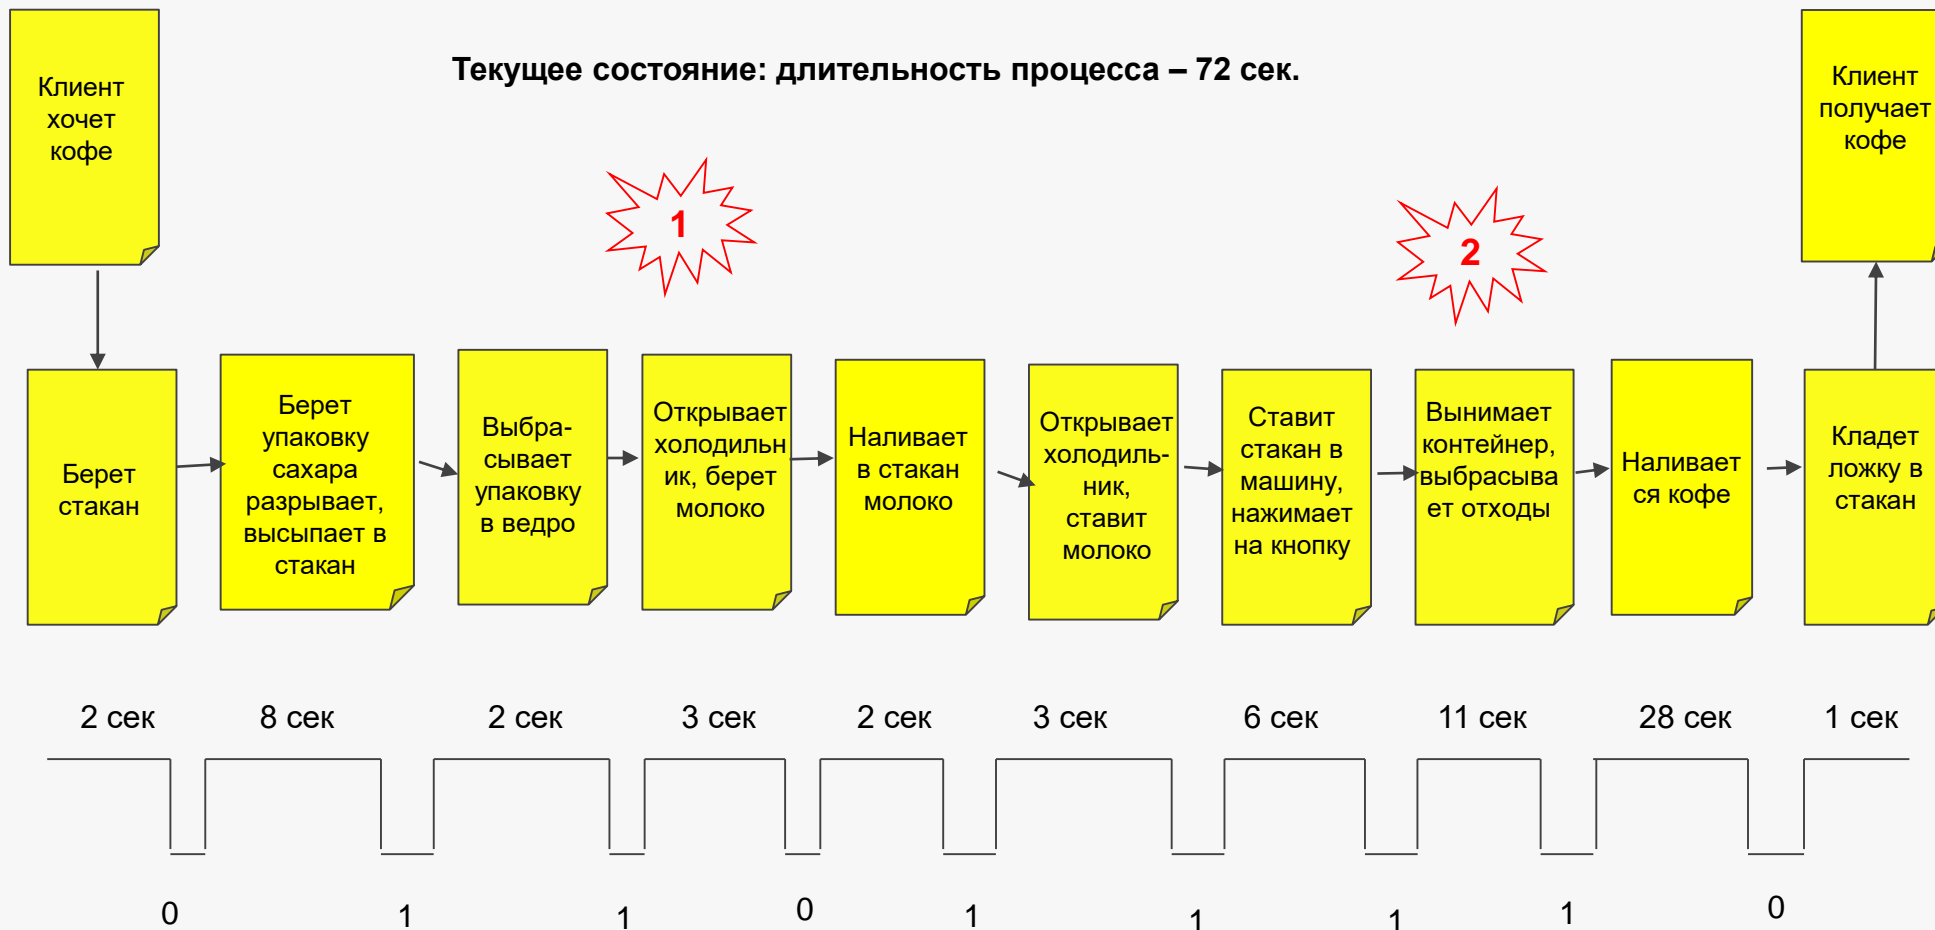 Клиент
хочет
кофе
Текущее состояние: длительность процесса – 72 сек.
Клиент
получает
кофе
1
2
Берет
стакан
Берет
упаковку
сахара
разрывает,
высыпает в
стакан
Выбра-
сывает
упаковку
в ведро
Открывает
холодильн
ик, берет
молоко
Наливает
в стакан
молоко
Открывает
холодиль-
ник,
ставит
молоко
Ставит
стакан в
машину,
нажимает
на кнопку
Вынимает
контейнер,
выбрасыва
ет отходы
Наливает
ся кофе
Кладет
ложку в
стакан
2 сек
8 сек
2 сек
3 сек
2 сек
3 сек
6 сек
11 сек
28 сек
1 сек
0
1
1
0
1
1
1
1
0